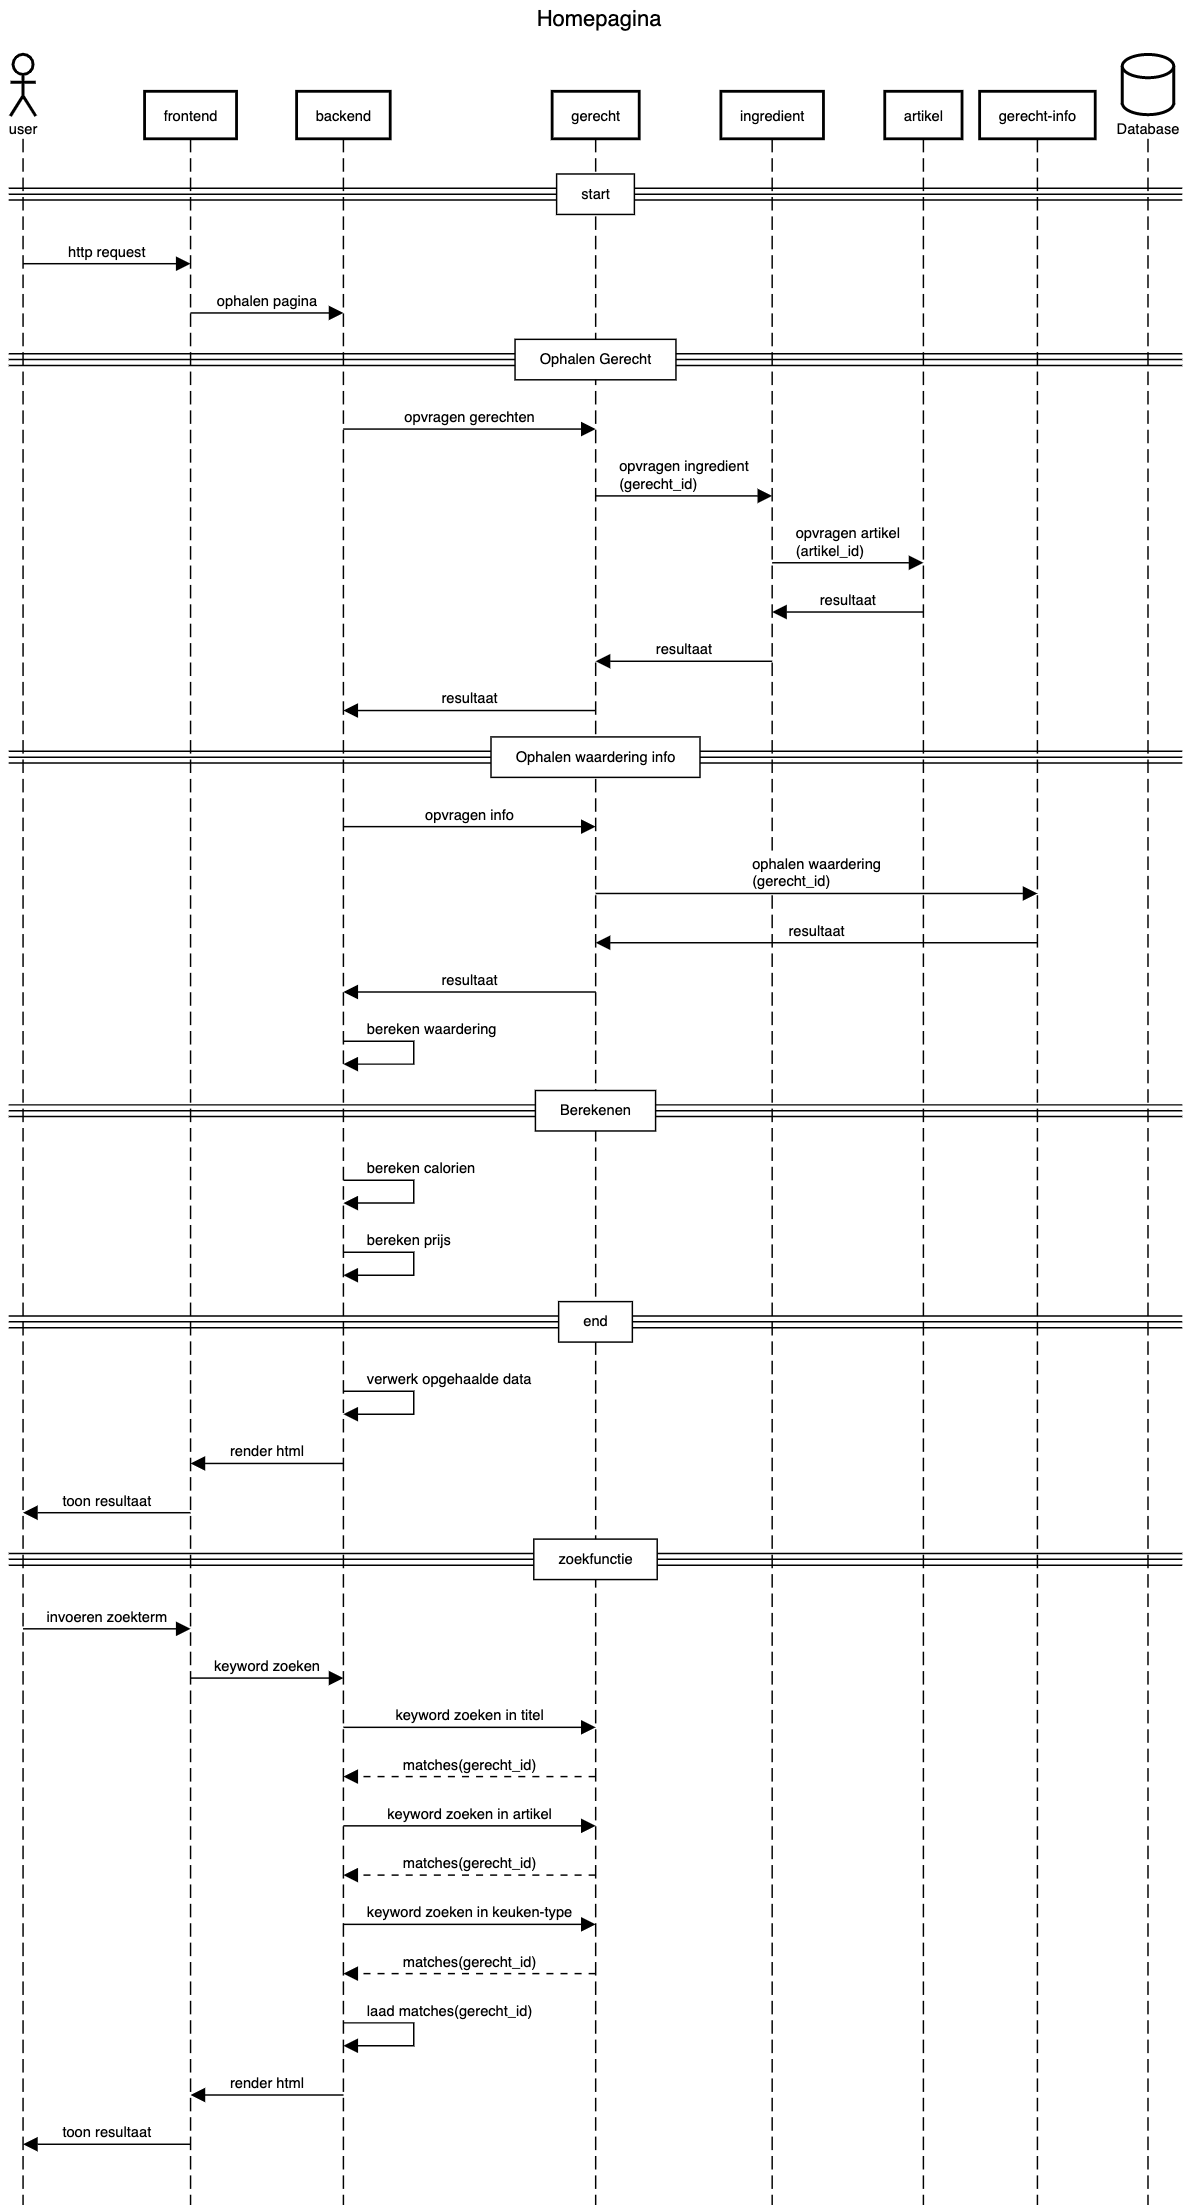 Homepagina
user
frontend
backend
gerecht
ingredient
artikel
gerecht-info
Database
start
http request
ophalen pagina
Ophalen Gerecht
opvragen gerechten
opvragen ingredient
(gerecht_id)
opvragen artikel
(artikel_id)
resultaat
resultaat
resultaat
Ophalen waardering info
opvragen info
ophalen waardering
(gerecht_id)
resultaat
resultaat
bereken waardering
Berekenen
bereken calorien
bereken prijs
end
verwerk opgehaalde data
render html
toon resultaat
zoekfunctie
invoeren zoekterm
keyword zoeken
keyword zoeken in titel
matches(gerecht_id)
keyword zoeken in artikel
matches(gerecht_id)
keyword zoeken in keuken-type
matches(gerecht_id)
laad matches(gerecht_id)
render html
toon resultaat